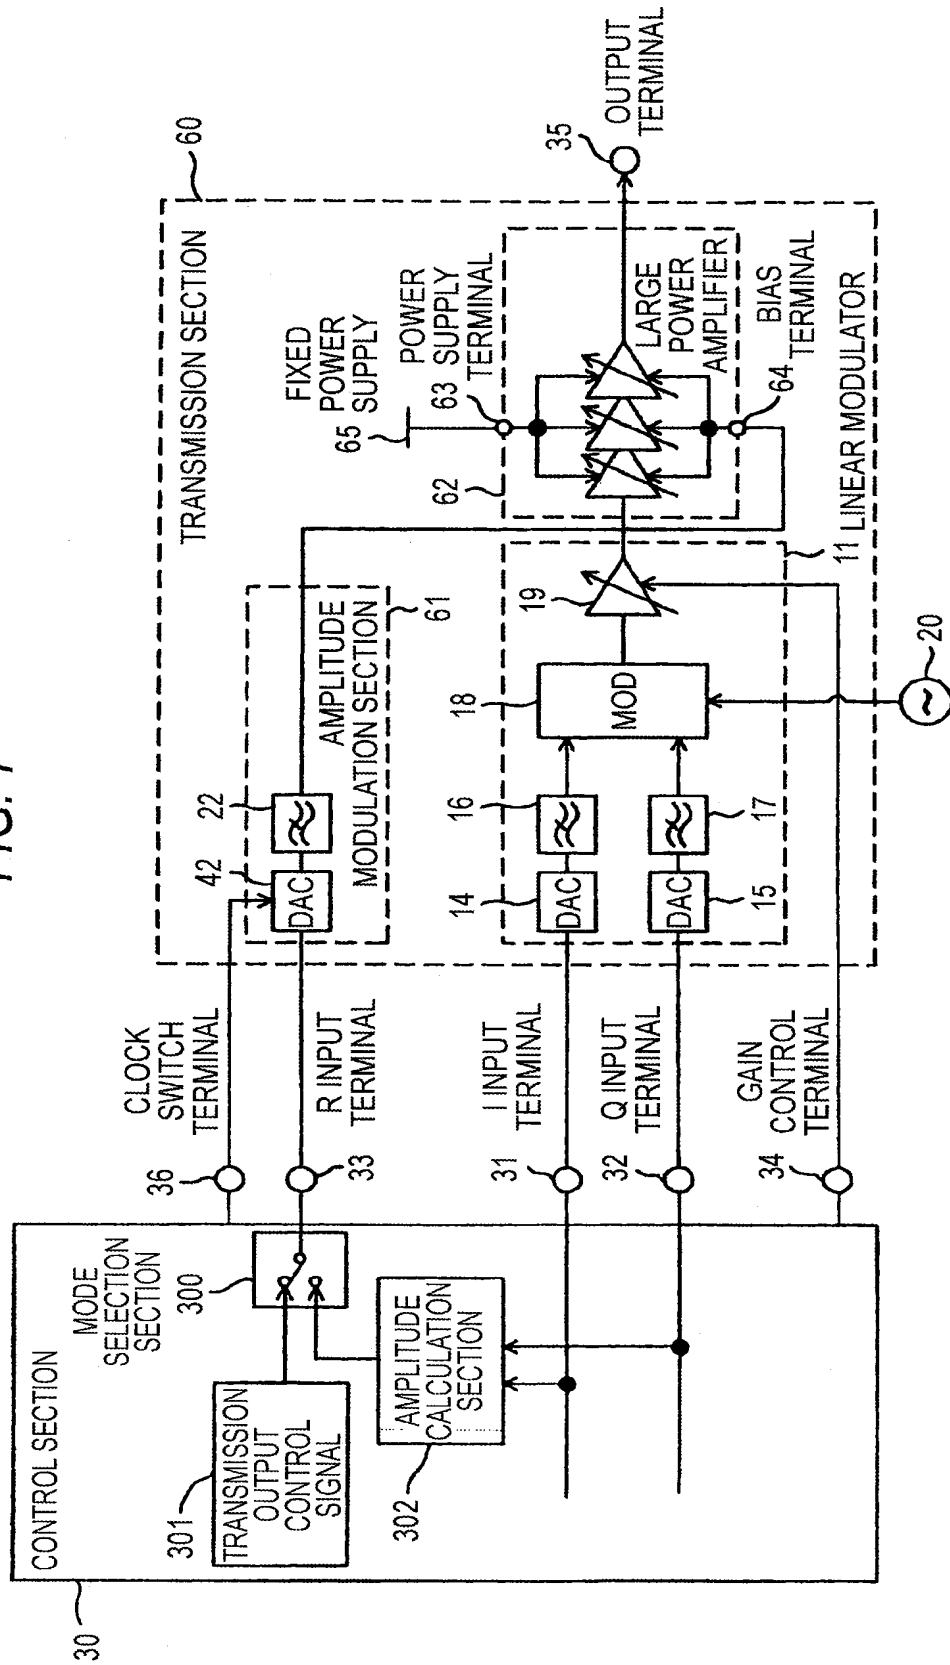 30
CONTROL SECTION
MODE
SELECTION
SECTION
300
301
TRANSMISSION
OUTPUT
CONTROL
SIGNAL
302
AMPLITUDE
CALCULATION
SECTION
36
CLOCK
SWITCH
TERMINAL
33
R INPUT
TERMINAL
31
I INPUT
TERMINAL
32
Q INPUT
TERMINAL
34
GAIN
CONTROL
TERMINAL
60
TRANSMISSION SECTION
42
DAC
22
AMPLITUDE
MODULATION SECTION
61
14
DAC
16
15
DAC
17
18
MOD
19
11
LINEAR MODULATOR
20
FIXED
POWER
SUPPLY
65
POWER
SUPPLY
TERMINAL
63
62
LARGE
POWER
AMPLIFIER
BIAS
TERMINAL
64
35
OUTPUT
TERMINAL